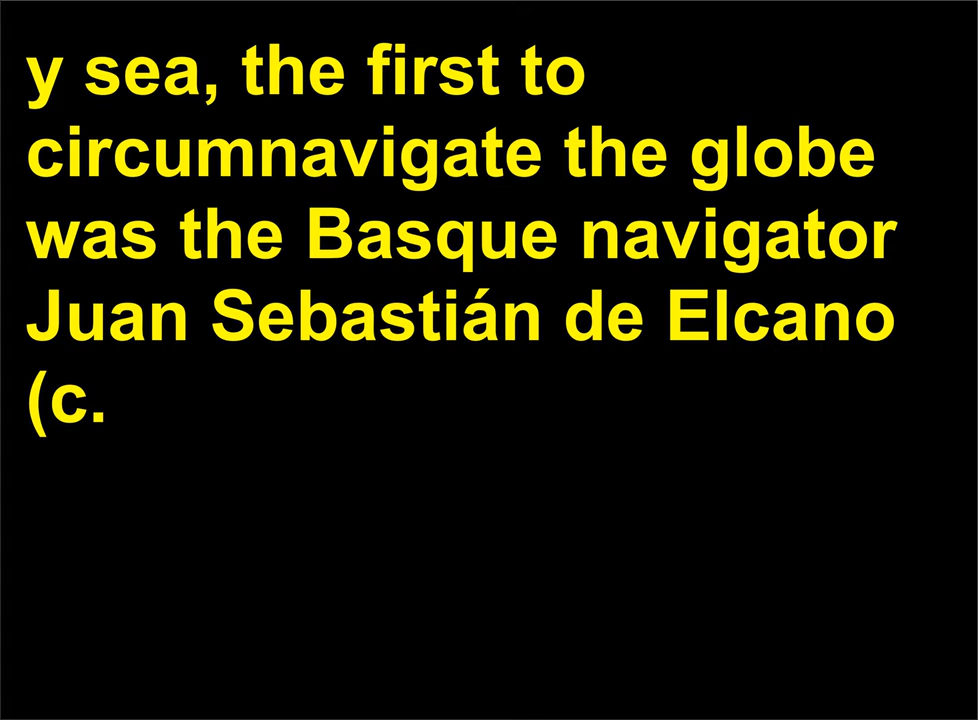 y sea, the first to
circumnavigate the globe
was the Basque navigator
Juan Sebastián de Elcano
(c.